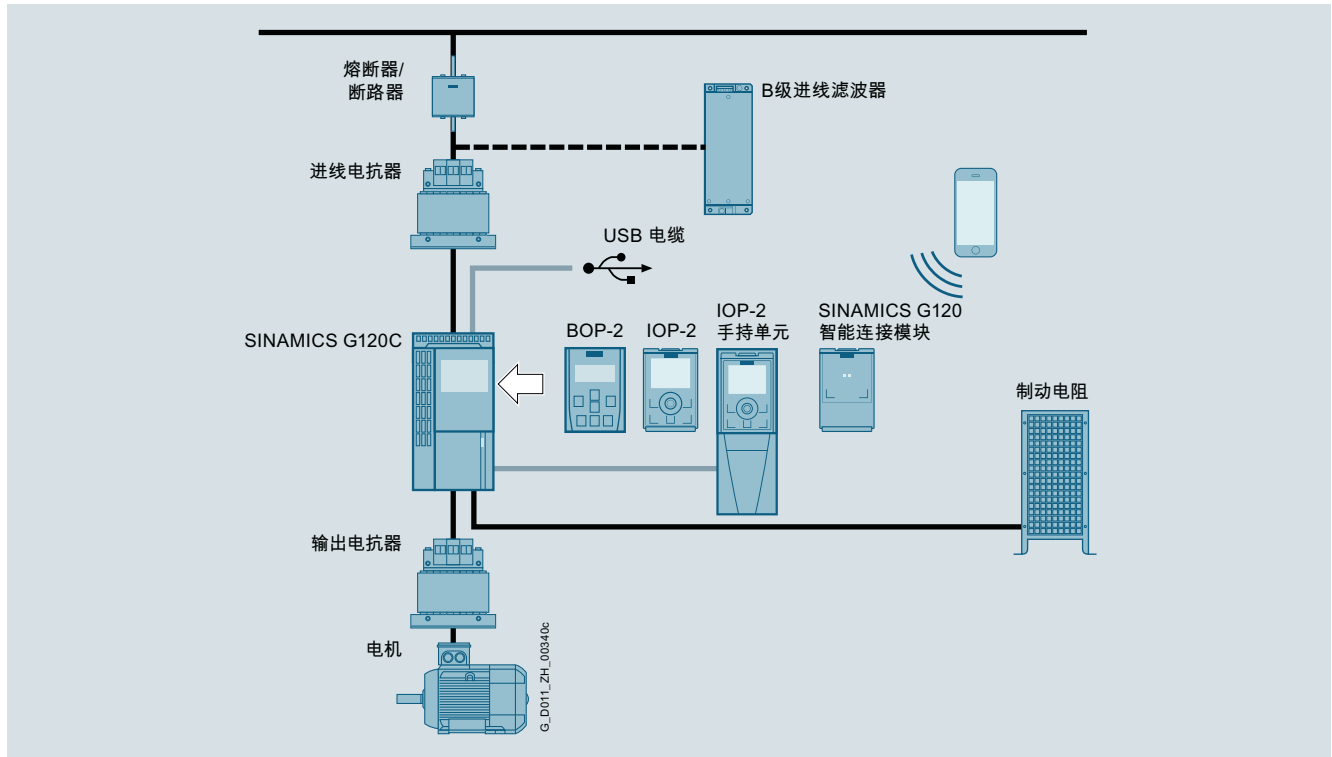 熔断器/
断路器
B级进线滤波器
进线电抗器
USB 电缆
SINAMICS G120C
BOP-2
IOP-2
IOP-2
手持单元
SINAMICS G120
智能连接模块
制动电阻
输出电抗器
电机
G_D011_ZH_00340c